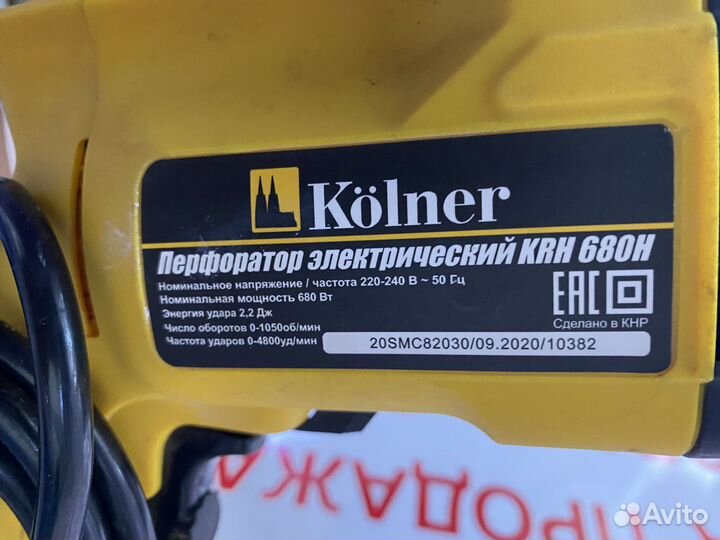 Kölner
Перфоратор электрический KRH 680H
Номинальное напряжение / частота 220-240 В ~ 50 Гц
Номинальная мощность 680 Вт
Энергия удара 2,2 Дж
Число оборотов 0-1050об/мин
Частота ударов 0-4800уд/мин
20SMC82030/09.2020/10382
EAC
Сделано в КНР
ПРОДАЖА
Avito